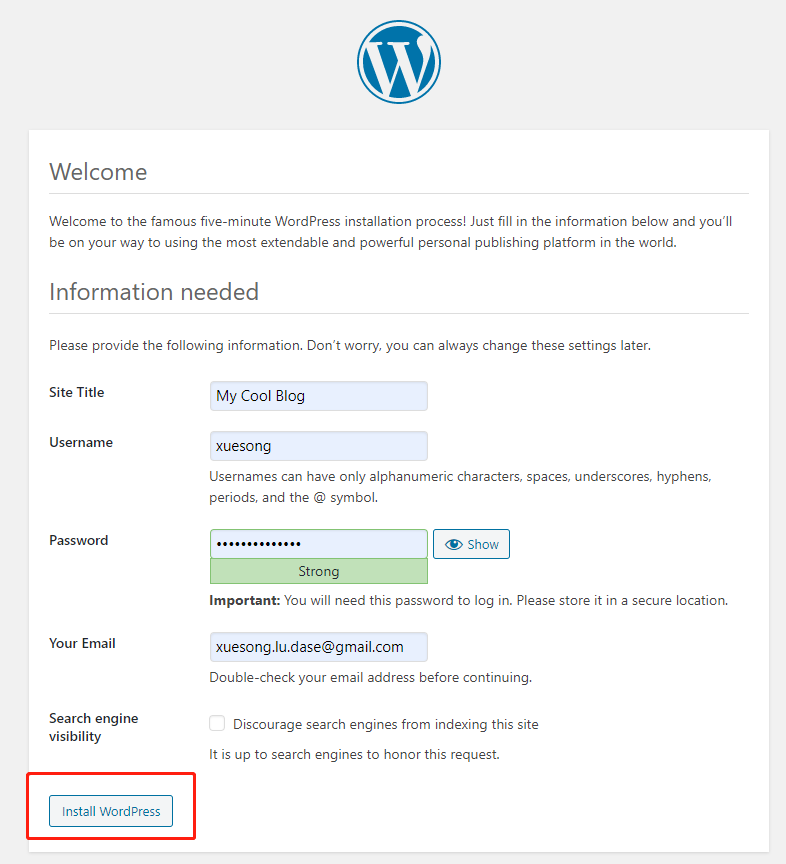 Welcome
Welcome to the famous five-minute WordPress installation process! Just fill in the information below and you’ll
be on your way to using the most extendable and powerful personal publishing platform in the world.
Information needed
Please provide the following information. Don’t worry, you can always change these settings later.
Site Title
My Cool Blog
Username
xuesong
Usernames can have only alphanumeric characters, spaces, underscores, hyphens,
periods, and the @ symbol.
Password
••••••••••••••
Show
Strong
Important: You will need this password to log in. Please store it in a secure location.
Your Email
xuesong.lu.dase@gmail.com
Double-check your email address before continuing.
Search engine
visibility
Discourage search engines from indexing this site
It is up to search engines to honor this request.
Install WordPress